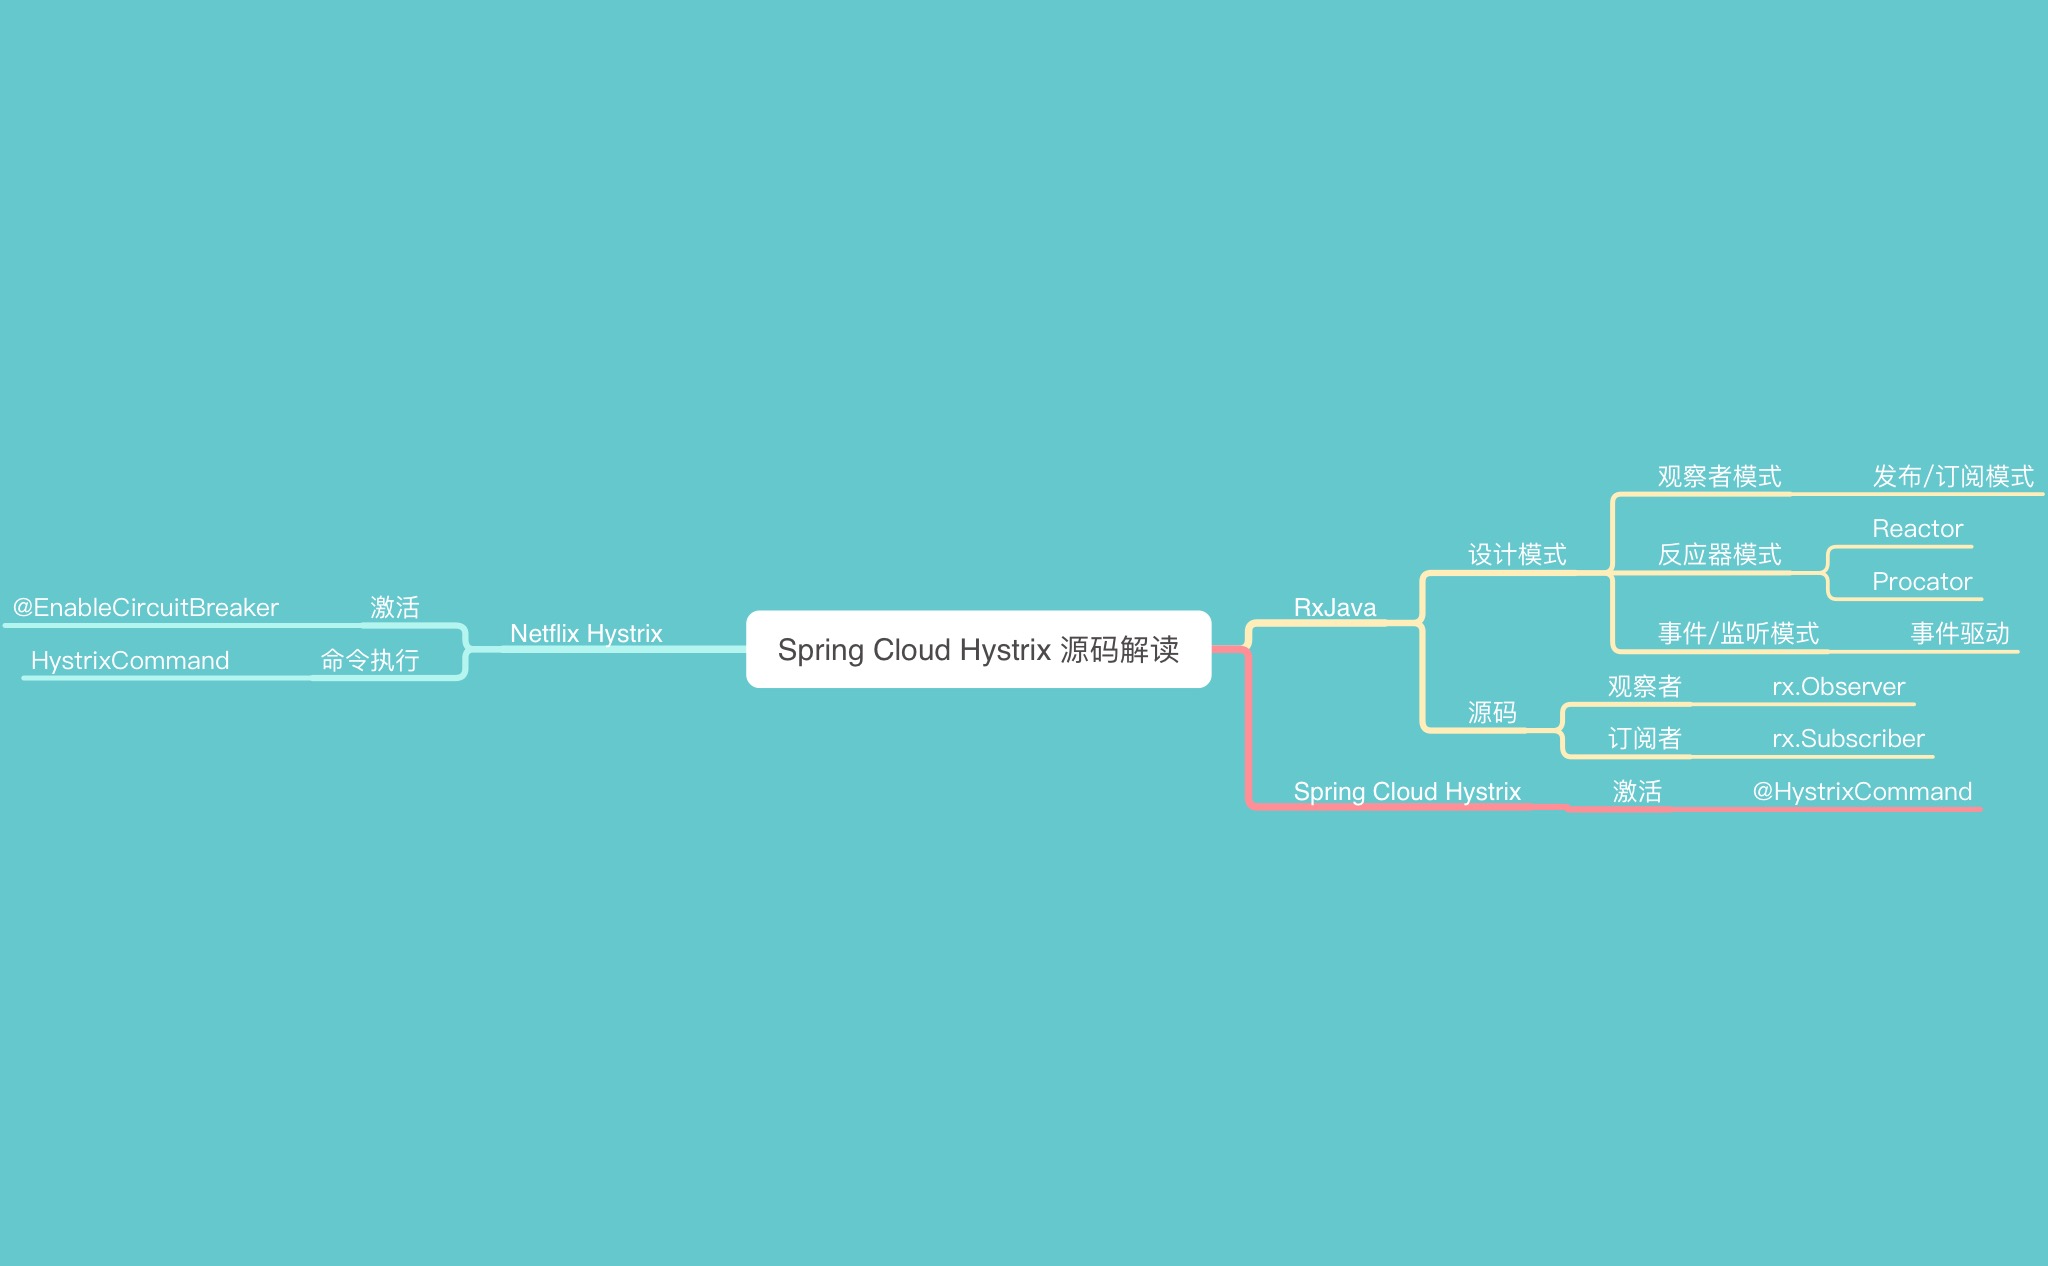 Spring Cloud Hystrix 源码解读
RxJava
设计模式
观察者模式
发布/订阅模式
反应器模式
Reactor
Procator
事件/监听模式
事件驱动
源码
观察者
rx.Observer
订阅者
rx.Subscriber
Spring Cloud Hystrix
激活
@HystrixCommand
Netflix Hystrix
激活
@EnableCircuitBreaker
命令执行
HystrixCommand